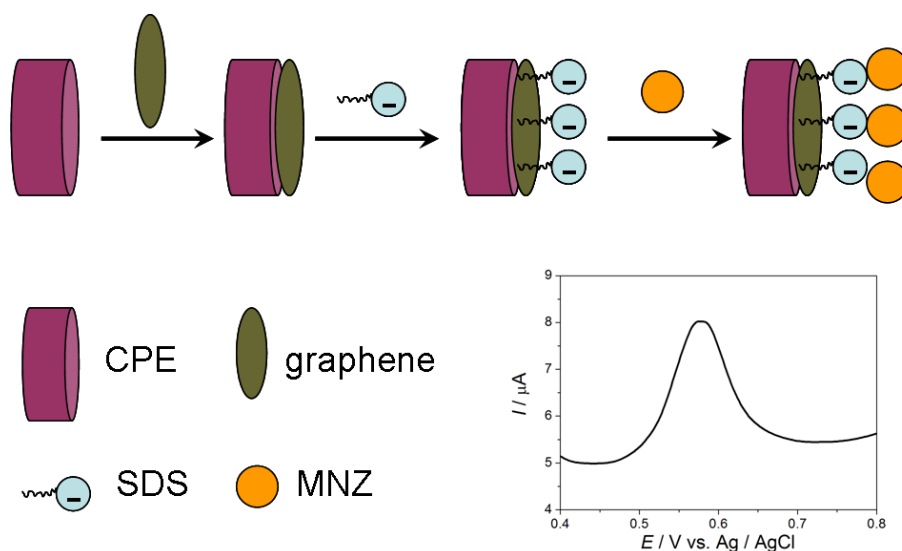 CPE
graphene
SDS
MNZ
9
8
7
6
5
4
I / μA
0.4 0.5 0.6 0.7 0.8
E / V vs. Ag / AgCl